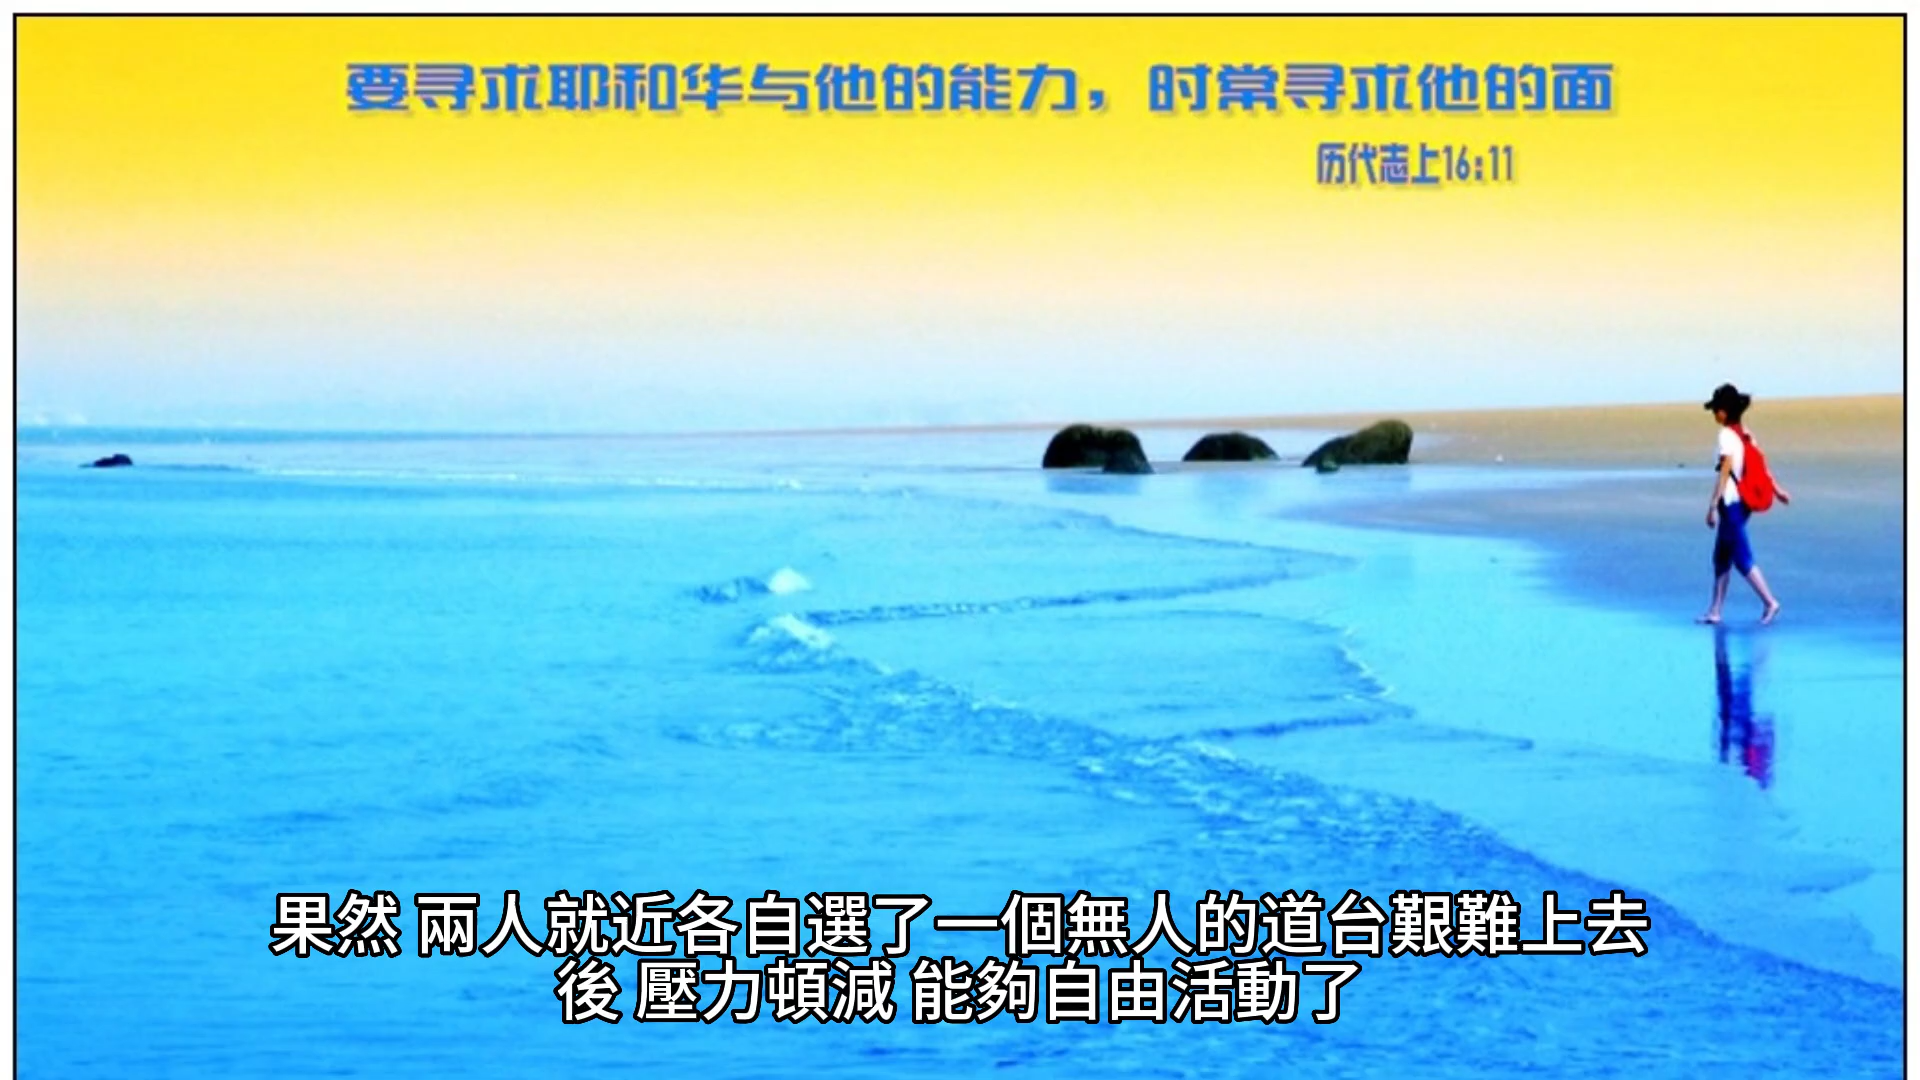 要寻求耶和华与他的能力，时常寻求他的面
历代志上16:11
果然 兩人就近各自選了一個無人的道台艱難上去
後 壓力頓減 能夠自由活動了